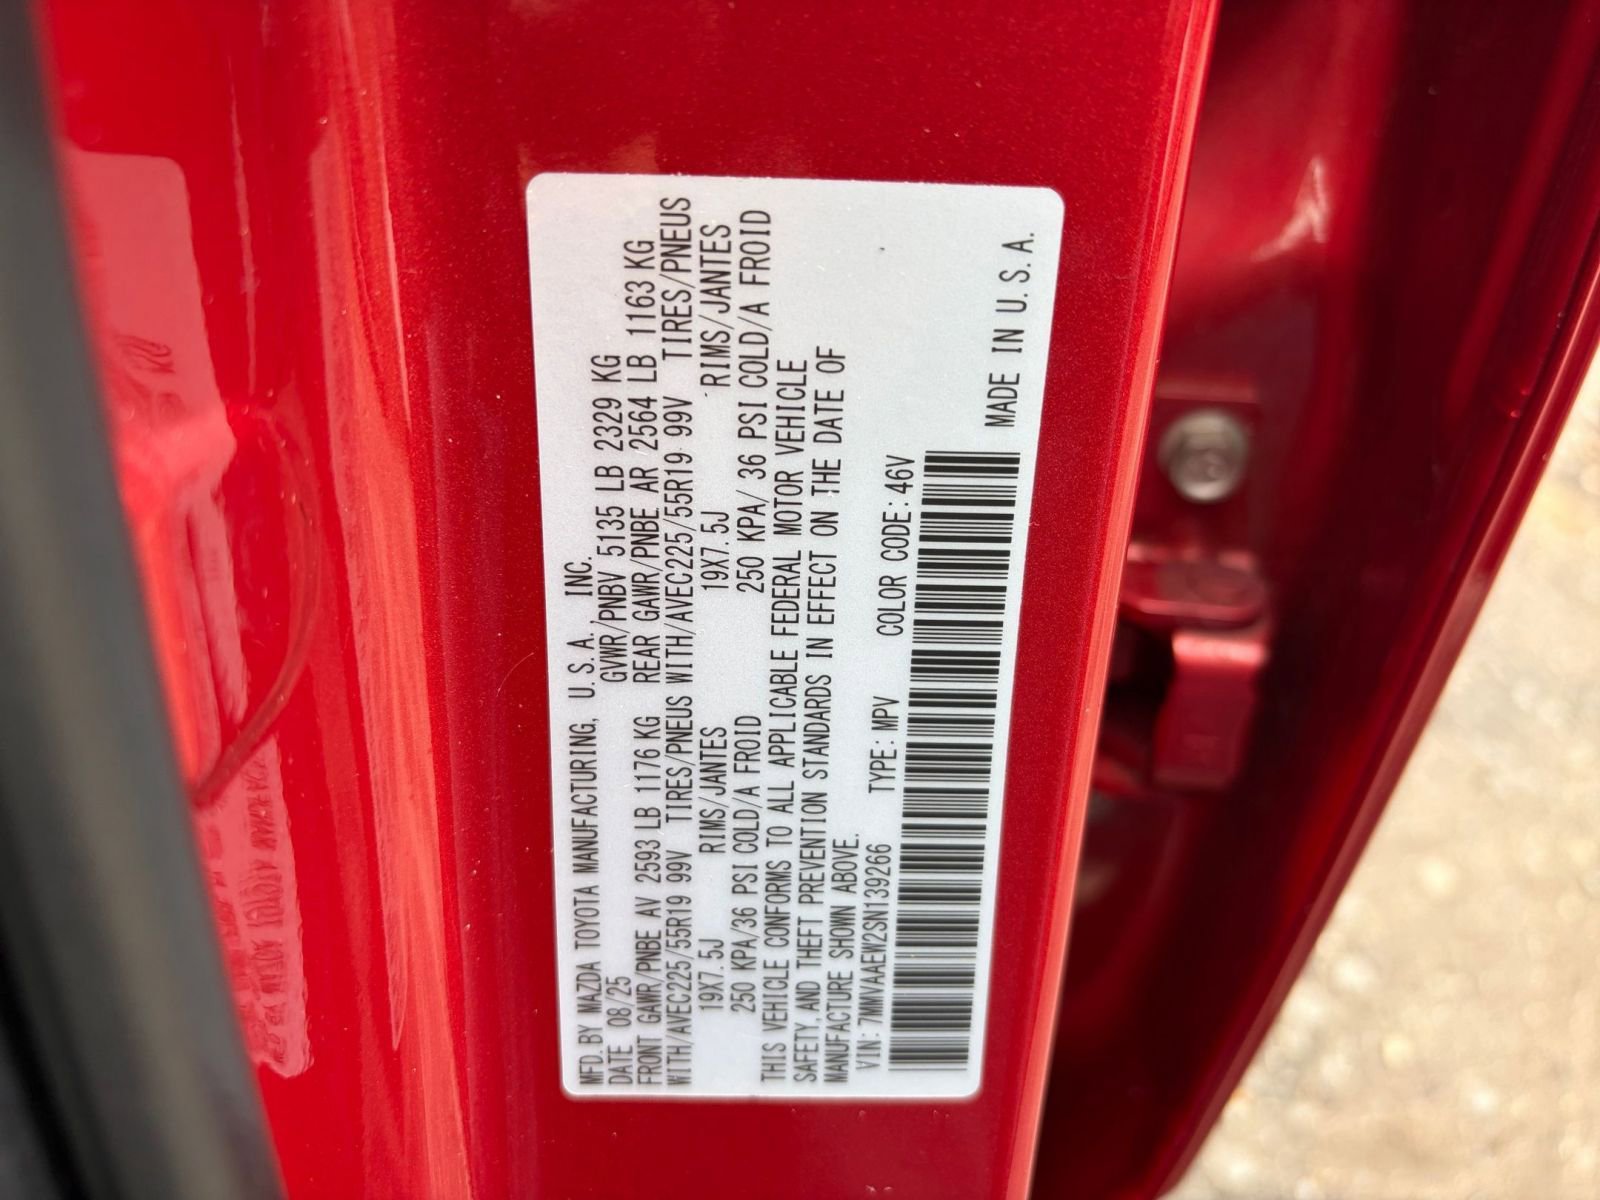 MFD.BY MAZDA TOYOTA MANUFACTURING, U.S.A., INC.
DATE 08/25 GVWR/PNBV 5135 LB 2329 KG
FRONT GAWR/PNBE AV 2593 LB 1176 KG REAR GAWR/PNBE AR 2564 LB 1163 KG
WITH/AVEC225/55R19 99V TIRES/PNEUS WITH/AVEC225/55R19 99V TIRES/PNEUS
19X7.5J RIMS/JANTES 19X7.5J RIMS/JANTES
250 KPA/36 PSI COLD/A FROID 250 KPA/36 PSI COLD/A FROID
THIS VEHICLE CONFORMS TO ALL APPLICABLE FEDERAL MOTOR VEHICLE
SAFETY,AND THEFT PREVENTION STANDARDS IN EFFECT ON THE DATE OF
MANUFACTURE SHOWN ABOVE.
VIN:7MMVAAEW2SN139266 TYPE:MPV COLOR CODE:46V
MADE IN U.S.A.